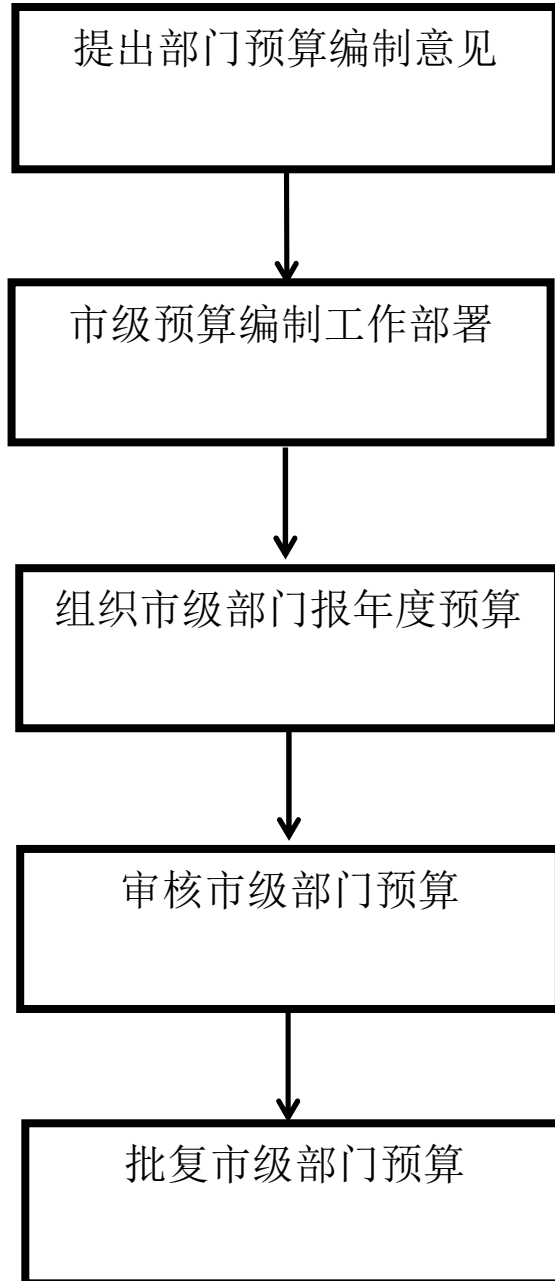 提出部门预算编制意见
市级预算编制工作部署
组织市级部门报年度预算
审核市级部门预算
批复市级部门预算